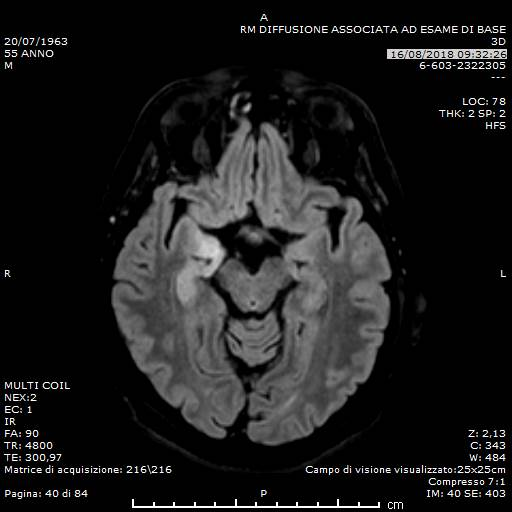 A
RM DIFFUSIONE ASSOCIATA AD ESAME DI BASE
20/07/1963
3D
55 ANNO
16/08/2018 09:32:26
M
6-603-2322305
---
LOC: 78
THK: 2 SP: 2
HFS
R
L
MULTI COIL
NEX:2
EC: 1
IR
FA: 90
TR: 4800
TE: 300,97
Z: 2,13
C: 343
W: 484
Matrice di acquisizione: 216\216
Campo di visione visualizzato:25x25cm
Compresso 7:1
Pagina: 40 di 84
P
IM: 40 SE: 403
cm